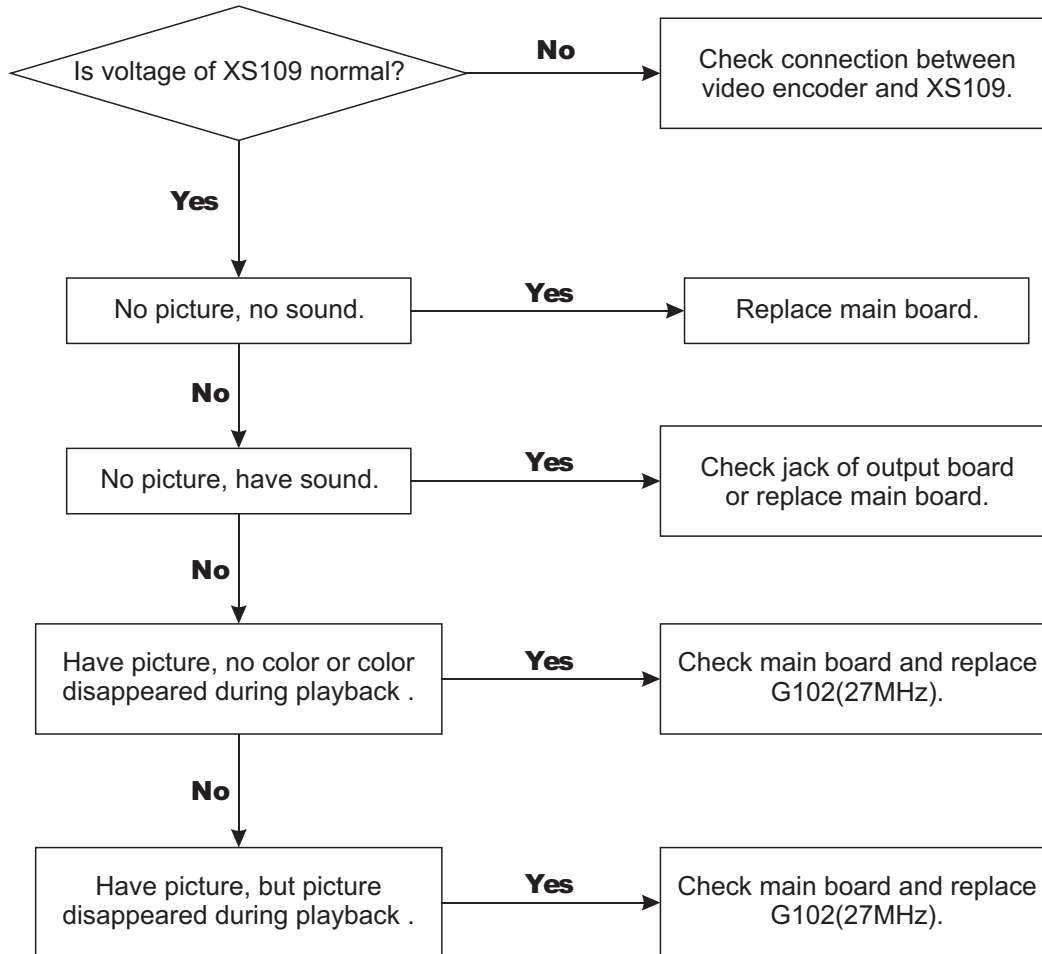 Is voltage of XS109 normal?
No
Check connection between
video encoder and XS109.
Yes
No picture, no sound.
Yes
Replace main board.
No
No picture, have sound.
Yes
Check jack of output board
or replace main board.
No
Have picture, no color or color
disappeared during playback .
Yes
Check main board and replace
G102(27MHz).
No
Have picture, but picture
disappeared during playback .
Yes
Check main board and replace
G102(27MHz).